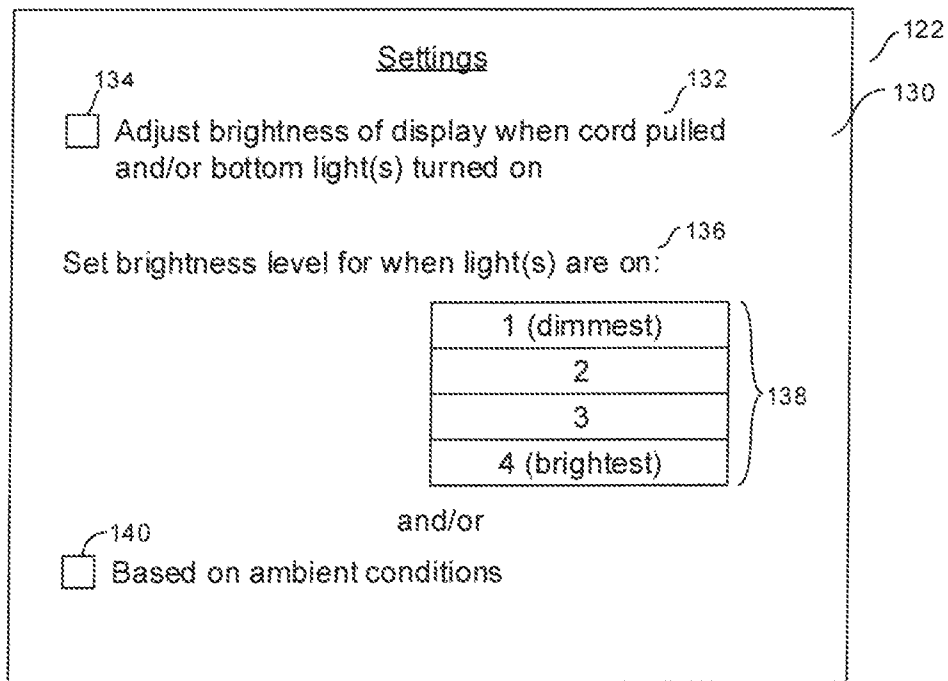 Settings
122
134
132
130
Adjust brightness of display when cord pulled
and/or bottom light(s) turned on
136
Set brightness level for when light(s) are on:
1 (dimmest)
2
3
4 (brightest)
138
and/or
140
Based on ambient conditions